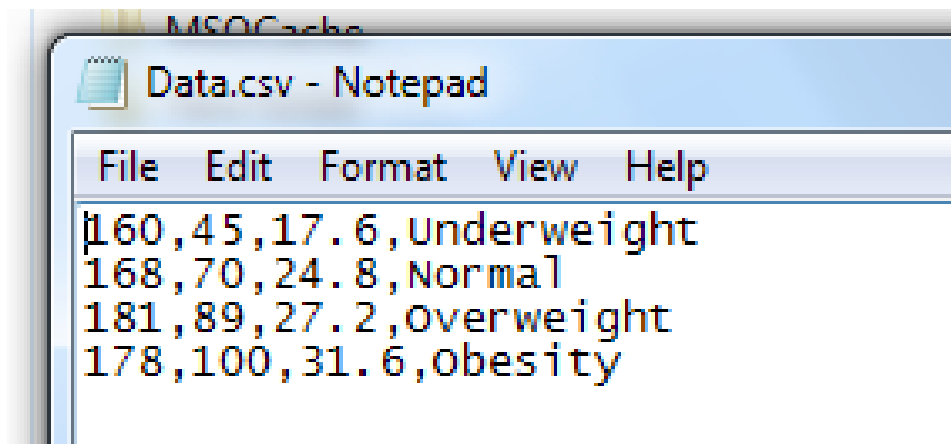 MSOCache
Data.csv - Notepad
File Edit Format View Help
160,45,17.6,Underweight
168,70,24.8,Normal
181,89,27.2,Overweight
178,100,31.6,Obesity